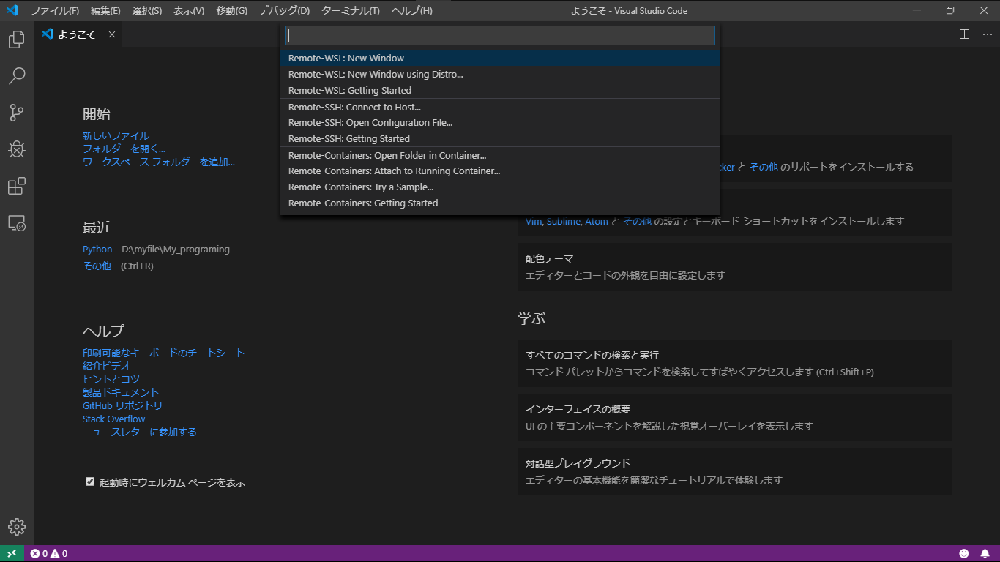 ファイル(F) 編集(E) 選択(S) 表示(V) 移動(G) デバッグ(D) ターミナル(T) ヘルプ(H) ようこそ - Visual Studio Code
ようこそ
Remote-WSL: New Window
Remote-WSL: New Window using Distro...
Remote-WSL: Getting Started
Remote-SSH: Connect to Host...
Remote-SSH: Open Configuration File...
Remote-SSH: Getting Started
Remote-Containers: Open Folder in Container...
Remote-Containers: Attach to Running Container...
Remote-Containers: Try a Sample...
Remote-Containers: Getting Started
開始
新しいファイル
フォルダーを開く...
ワークスペース フォルダーを追加...
最近
Python D:\myfile\My_programing
その他 (Ctrl+R)
ヘルプ
印刷可能なキーボードのチートシート
紹介ビデオ
ヒントとコツ
製品ドキュメント
GitHub リポジトリ
Stack Overflow
ニュースレターに参加する
起動時にウェルカム ページを表示
cker と その他 のサポートをインストールする
Vim, Sublime, Atom と その他 の設定とキーボード ショートカットをインストールします
配色テーマ
エディターとコードの外観を自由に設定します
学ぶ
すべてのコマンドの検索と実行
コマンド パレットからコマンドを検索してすばやくアクセスします (Ctrl+Shift+P)
インターフェイスの概要
UI の主要コンポーネントを解説した視覚オーバーレイを表示します
対話型プレイグラウンド
エディターの基本機能を簡潔なチュートリアルで体験します
0 0